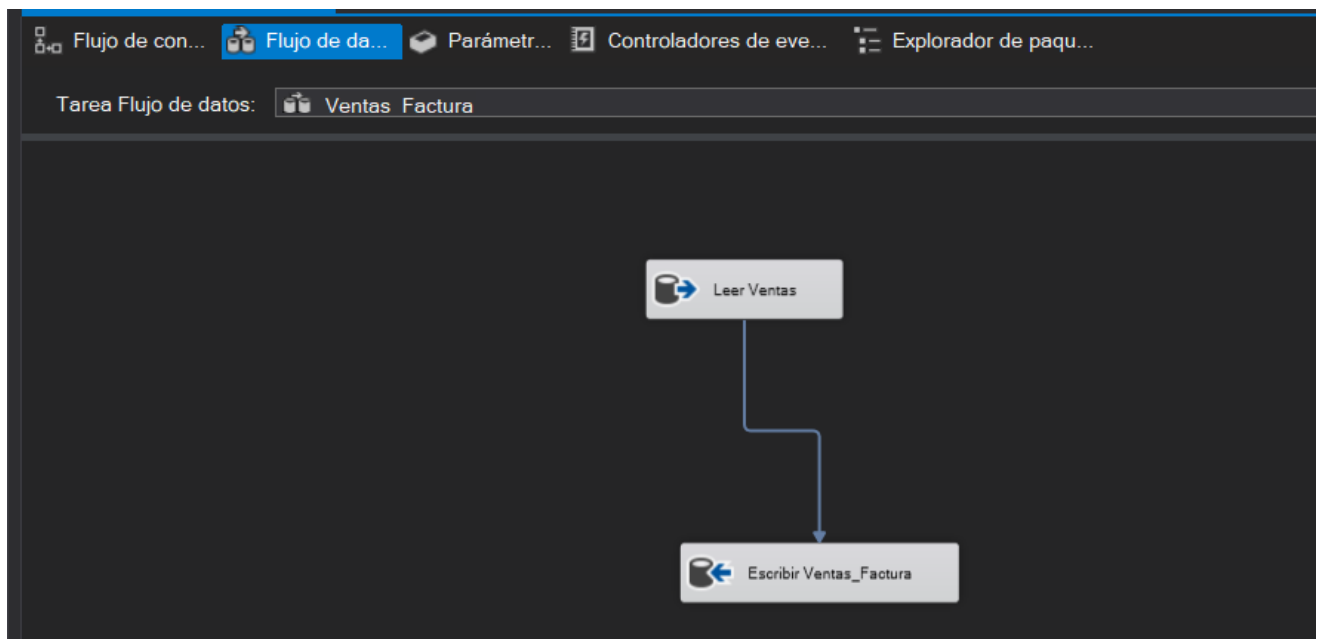 Flujo de con... Flujo de da... Parámetr... Controladores de eve... Explorador de paqu...
Tarea Flujo de datos: Ventas Factura
Leer Ventas
Escribir Ventas_Factura